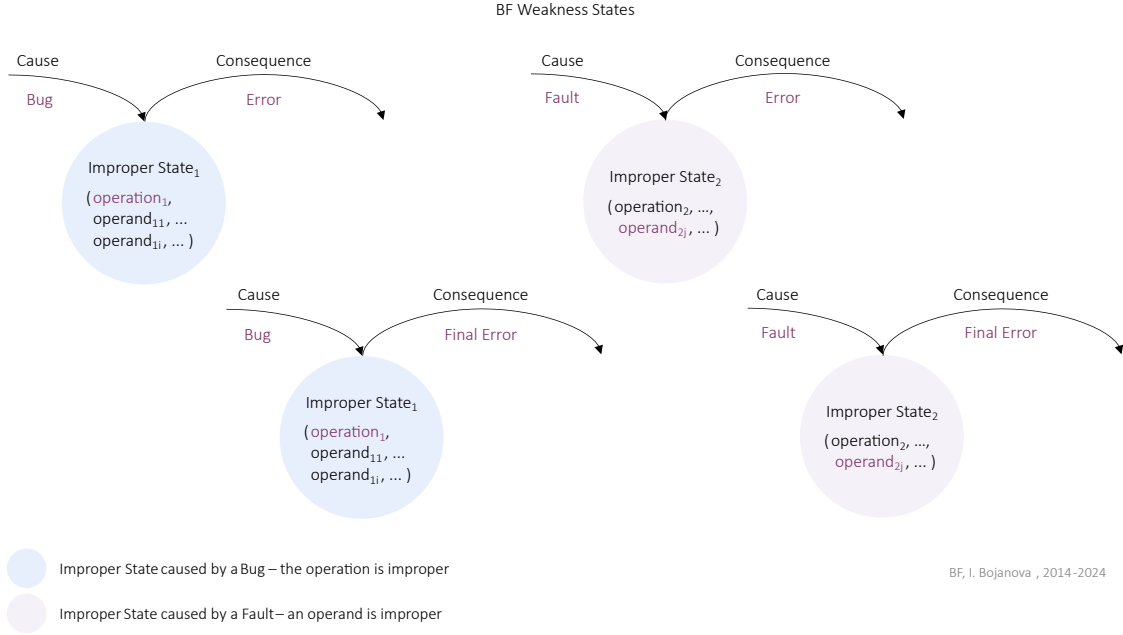 BF Weakness States
Cause
Consequence
Bug
Error
Improper State1
(operation1,
operand11, ...
operand1i, ... )
Cause
Consequence
Fault
Error
Improper State2
(operation2, ...,
operand2j, ... )
Cause
Consequence
Bug
Final Error
Improper State1
(operation1,
operand11, ...
operand1i, ... )
Cause
Consequence
Fault
Final Error
Improper State2
(operation2, ...,
operand2j, ... )
Improper State caused by a Bug – the operation is improper
Improper State caused by a Fault – an operand is improper
BF, I. Bojanova , 2014-2024